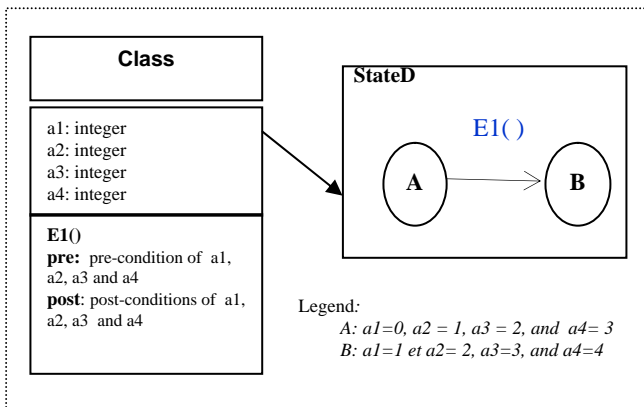 Class
a1: integer
a2: integer
a3: integer
a4: integer
E1()
pre: pre-condition of a1,
a2, a3 and a4
post: post-conditions of a1,
a2, a3 and a4
StateD
E1( )
A
B
Legend:
A: a1=0, a2 = 1, a3 = 2, and a4= 3
B: a1=1 et a2= 2, a3=3, and a4=4